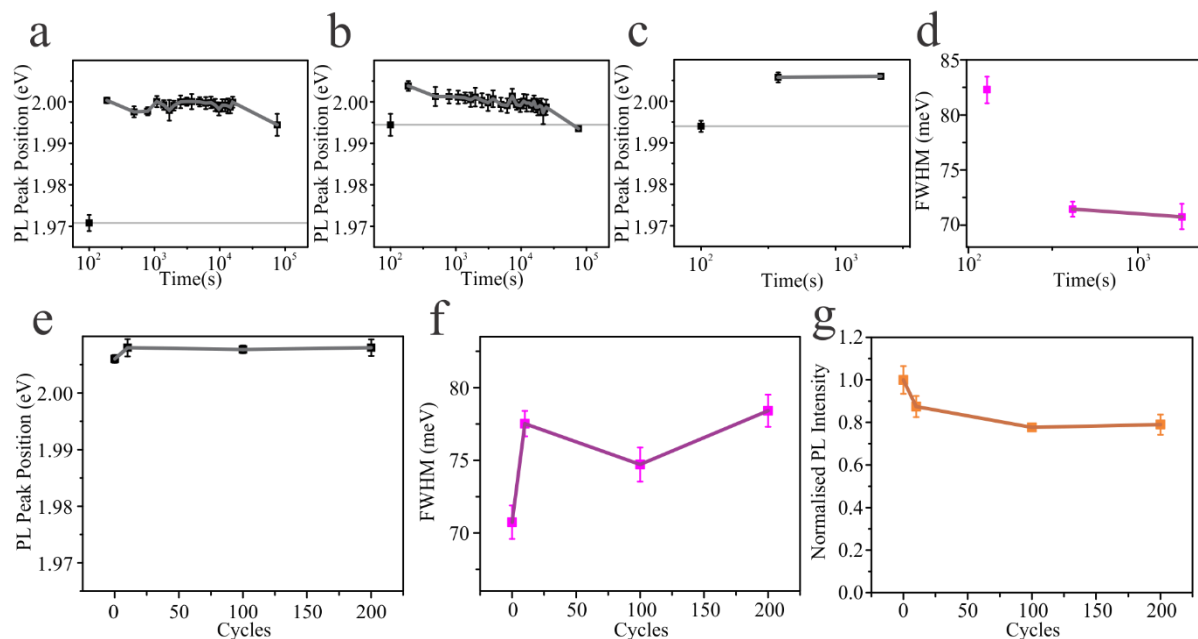 a
PL Peak Position (eV)
2.00
1.99
1.98
1.97
10² 10³ 10⁴ 10⁵
Time(s)
b
PL Peak Position (eV)
2.00
1.99
1.98
1.97
10² 10³ 10⁴ 10⁵
Time(s)
c
PL Peak Position (eV)
2.00
1.99
1.98
1.97
10² 10³
Time(s)
d
FWHM (meV)
85
80
75
70
10² 10³
Time(s)
e
PL Peak Position (eV)
2.00
1.99
1.98
1.97
0 50 100 150 200
Cycles
f
FWHM (meV)
80
75
70
0 50 100 150 200
Cycles
g
Normalised PL Intensity
1.2
1.0
0.8
0.6
0.4
0.2
0.0
0 50 100 150 200
Cycles